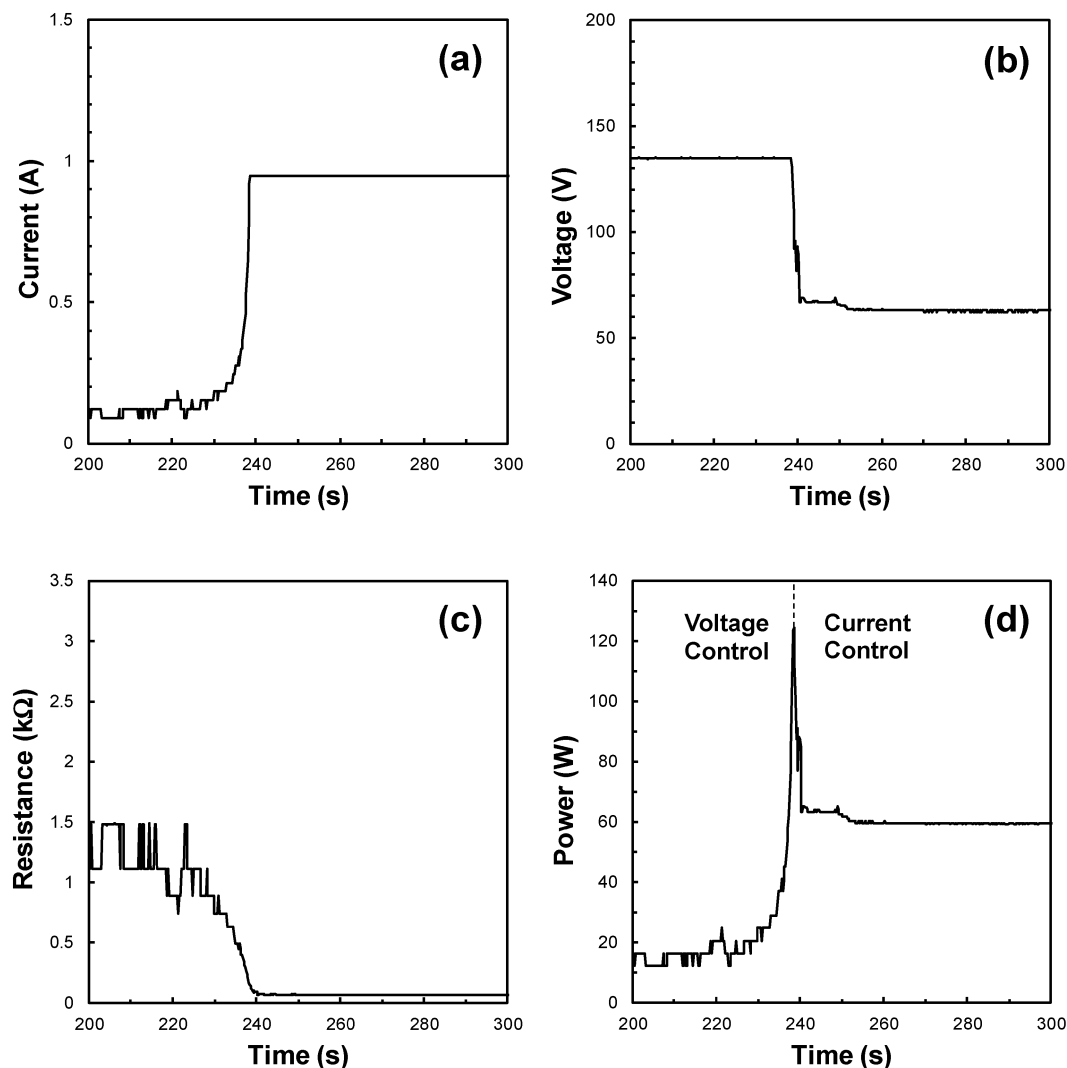 (a)
Current (A)
1.5
1
0.5
0
200 220 240 260 280 300
Time (s)
(b)
Voltage (V)
200
150
100
50
0
200 220 240 260 280 300
Time (s)
(c)
Resistance (kΩ)
3.5
3
2.5
2
1.5
1
0.5
0
200 220 240 260 280 300
Time (s)
(d)
Voltage
Control
Current
Control
Power (W)
140
120
100
80
60
40
20
0
200 220 240 260 280 300
Time (s)